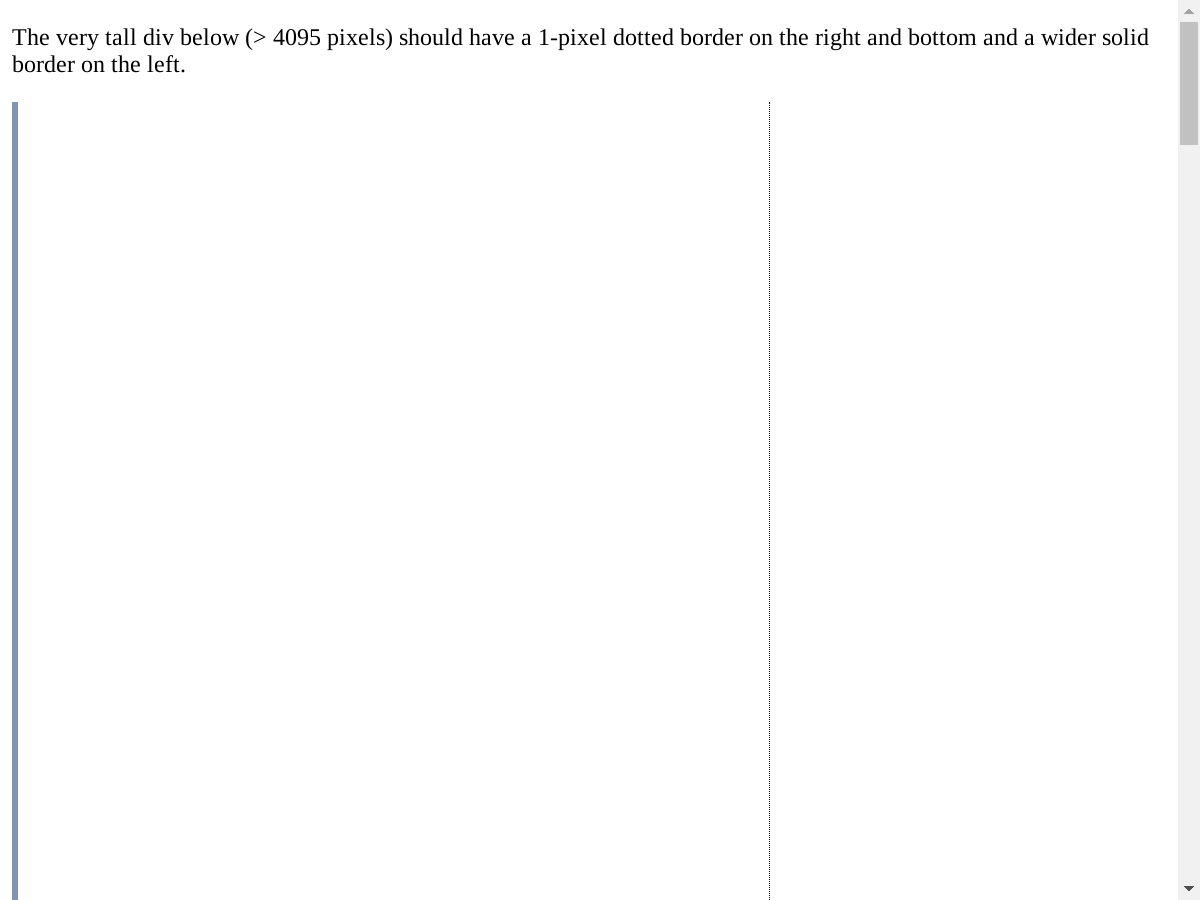 The very tall div below (> 4095 pixels) should have a 1-pixel dotted border on the right and bottom and a wider solid
border on the left.